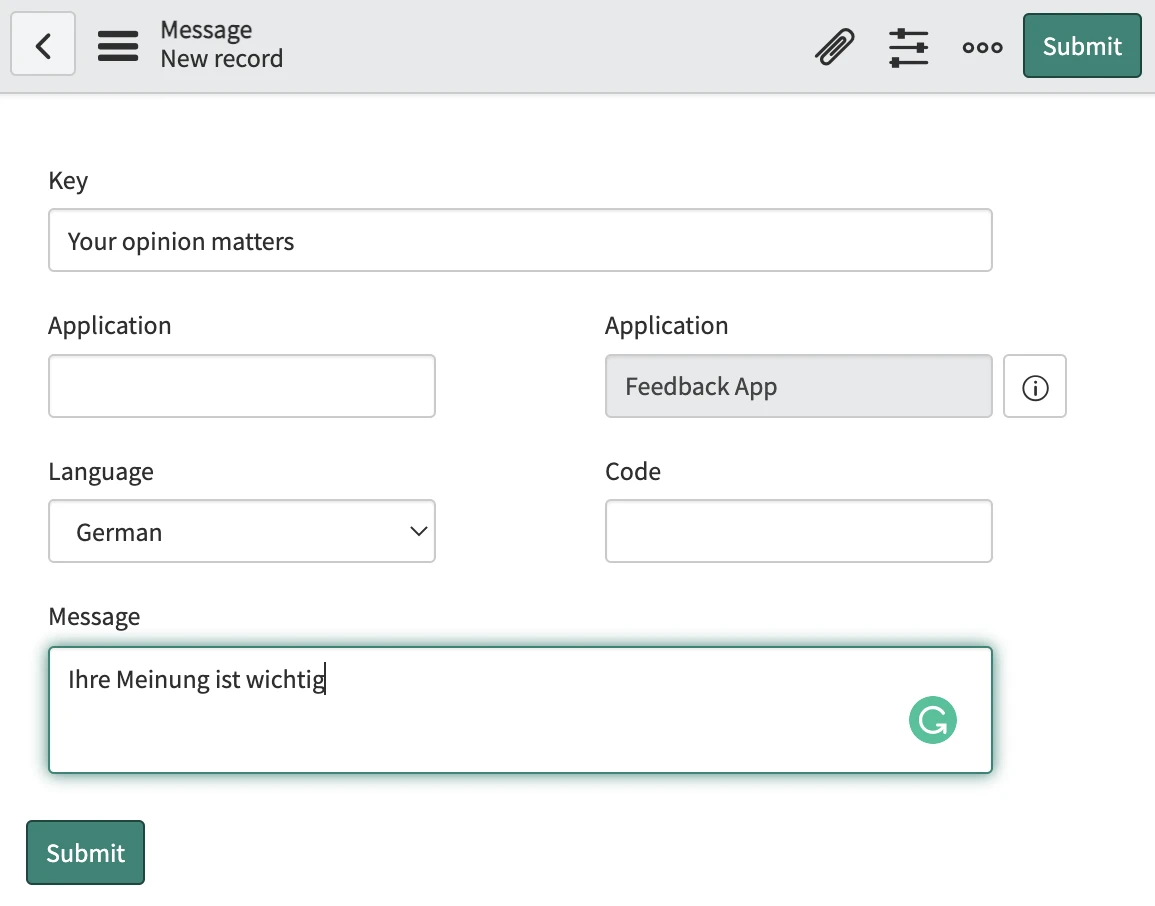 Message
New record
Submit
Key
Your opinion matters
Application
Application
Feedback App
Language
Code
German
Message
Ihre Meinung ist wichtig
Submit